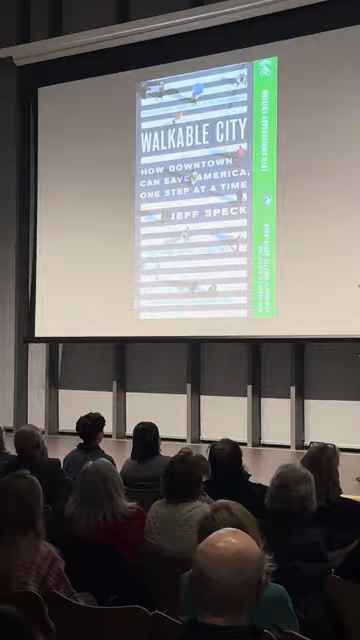 WALKABLE CITY
HOW DOWNTOWN
CAN SAVE AMERICA,
ONE STEP AT A TIME
JEFF SPECK
10TH ANNIVERSARY EDITION